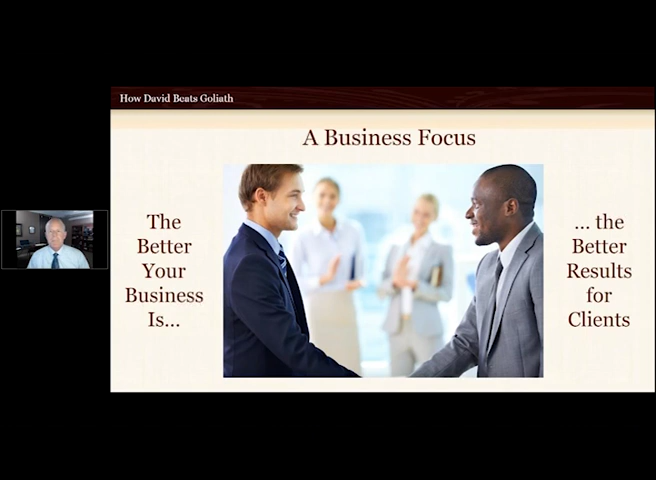 How David Beats Goliath
A Business Focus
The
Better
Your
Business
Is...
... the
Better
Results
for
Clients